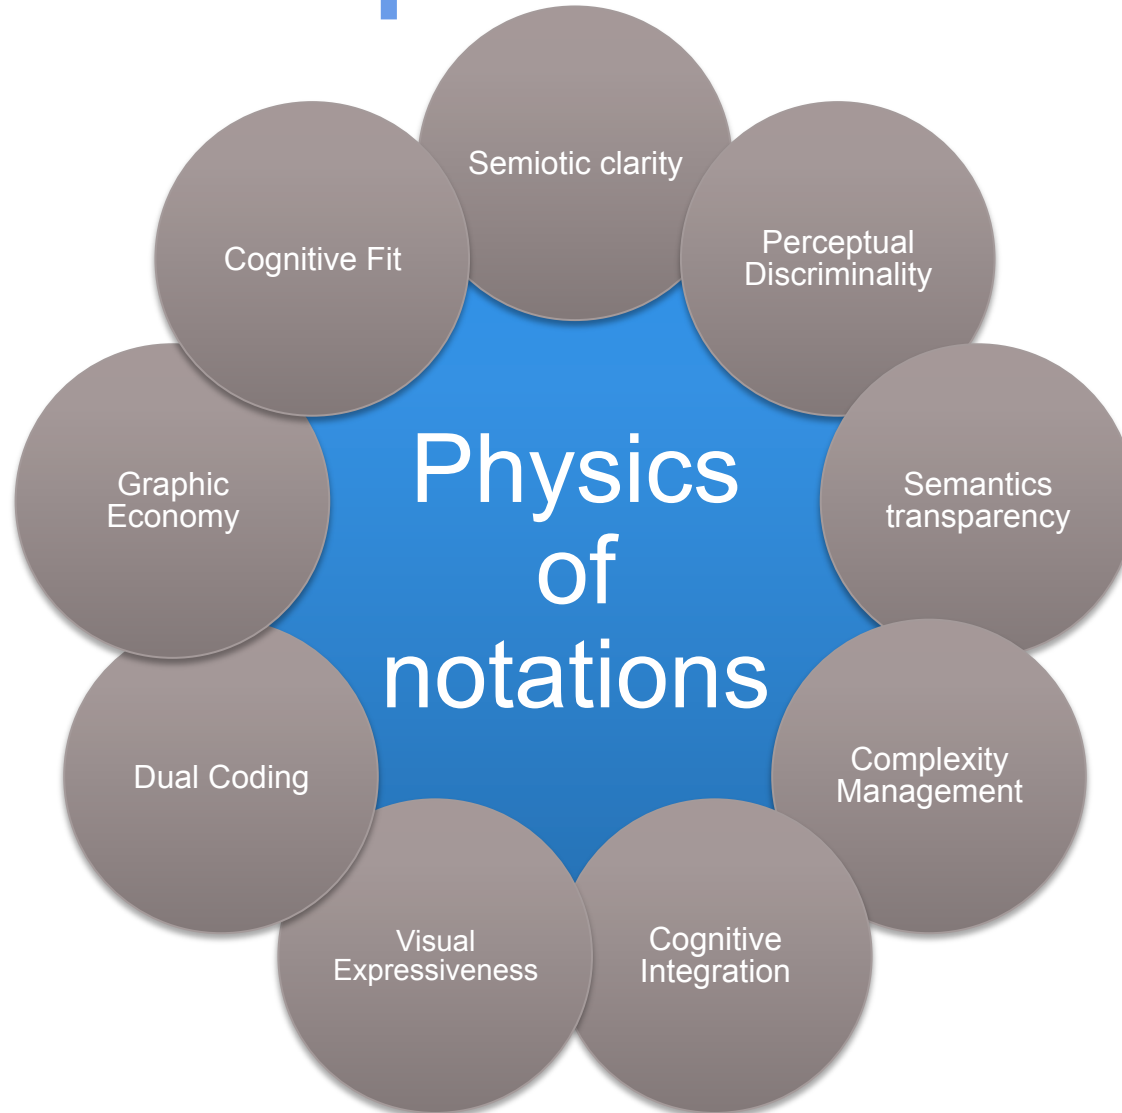 Semiotic clarity
Perceptual
Discriminality
Semantics
transparency
Complexity
Management
Cognitive
Integration
Visual
Expressiveness
Dual Coding
Graphic
Economy
Cognitive Fit
Physics
of
notations